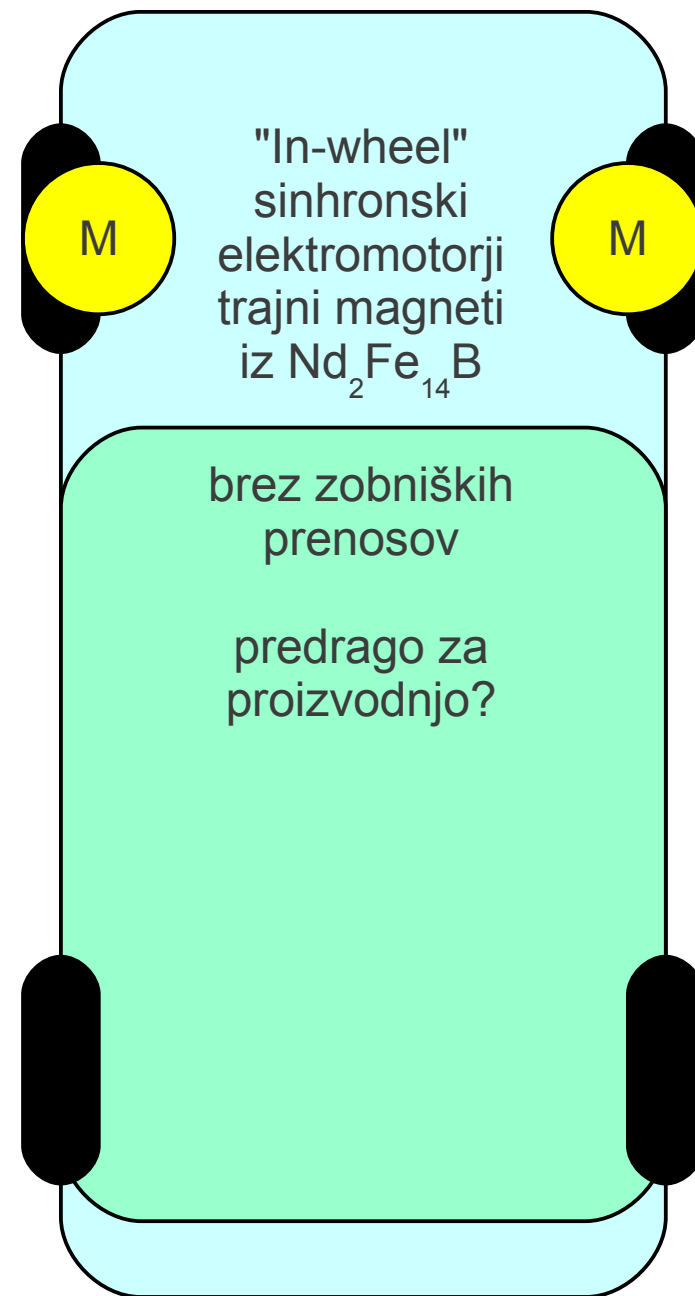 "In-wheel"
sinhronski
M
M
elektromotorji
trajni magneti
iz Nd₂Fe₁₄B
brez zobniških
prenosov
predrago za
proizvodnjo?